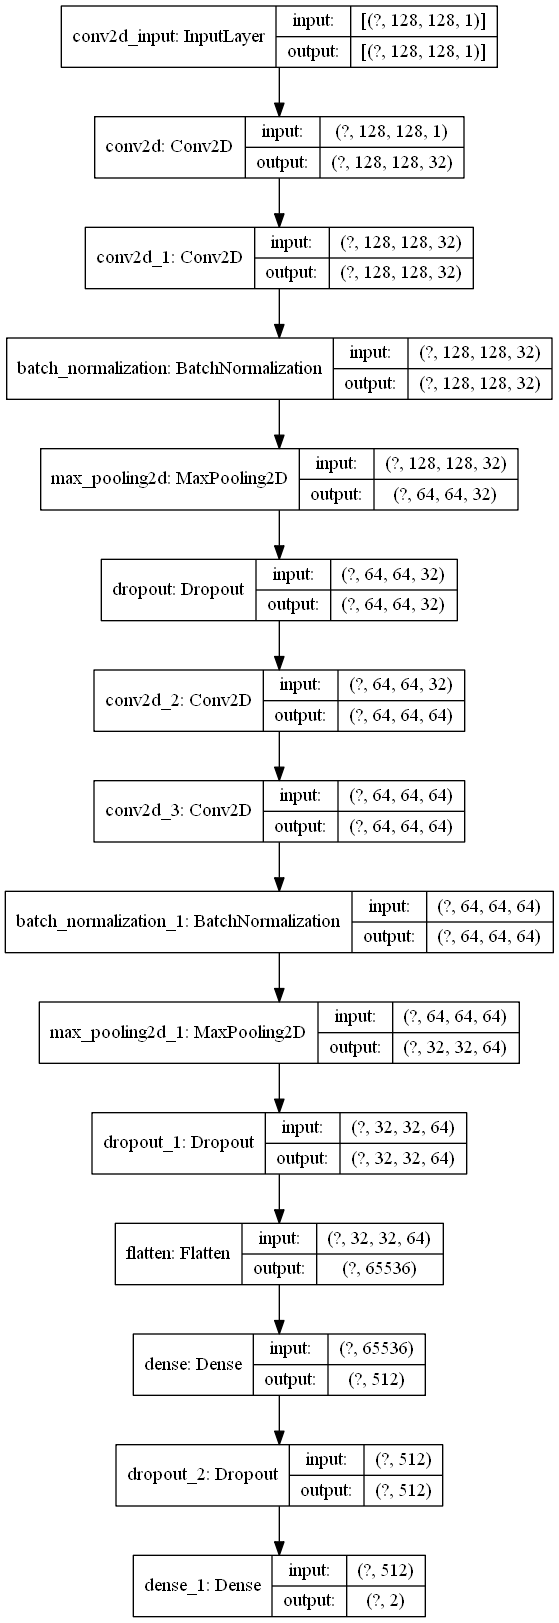 conv2d_input: InputLayer
input: [(?, 128, 128, 1)]
output: [(?, 128, 128, 1)]
conv2d: Conv2D
input: (?, 128, 128, 1)
output: (?, 128, 128, 32)
conv2d_1: Conv2D
input: (?, 128, 128, 32)
output: (?, 128, 128, 32)
batch_normalization: BatchNormalization
input: (?, 128, 128, 32)
output: (?, 128, 128, 32)
max_pooling2d: MaxPooling2D
input: (?, 128, 128, 32)
output: (?, 64, 64, 32)
dropout: Dropout
input: (?, 64, 64, 32)
output: (?, 64, 64, 32)
conv2d_2: Conv2D
input: (?, 64, 64, 32)
output: (?, 64, 64, 64)
conv2d_3: Conv2D
input: (?, 64, 64, 64)
output: (?, 64, 64, 64)
batch_normalization_1: BatchNormalization
input: (?, 64, 64, 64)
output: (?, 64, 64, 64)
max_pooling2d_1: MaxPooling2D
input: (?, 64, 64, 64)
output: (?, 32, 32, 64)
dropout_1: Dropout
input: (?, 32, 32, 64)
output: (?, 32, 32, 64)
flatten: Flatten
input: (?, 32, 32, 64)
output: (?, 65536)
dense: Dense
input: (?, 65536)
output: (?, 512)
dropout_2: Dropout
input: (?, 512)
output: (?, 512)
dense_1: Dense
input: (?, 512)
output: (?, 2)